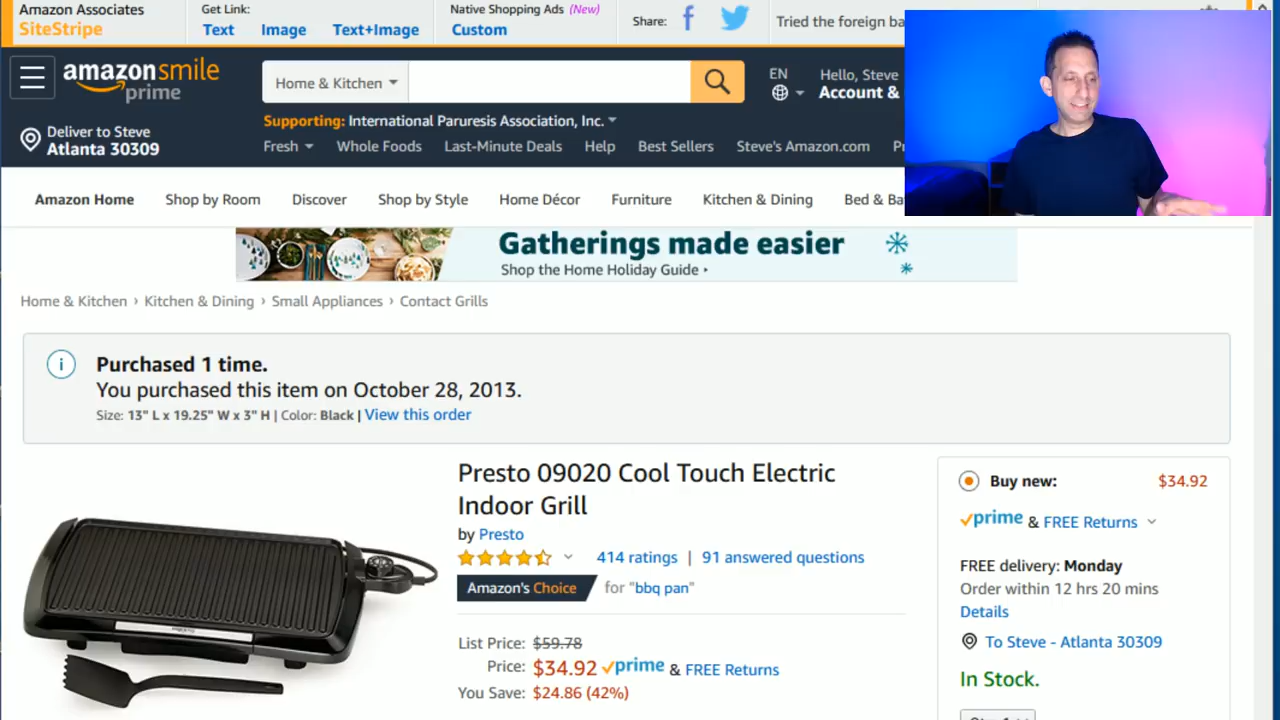 Amazon Associates
SiteStripe
Get Link:
Text Image Text+Image
Native Shopping Ads (New)
Custom
Share:
Tried the foreign ba
amazonsmile
prime
Home & Kitchen
EN
Hello, Steve
Account &
Deliver to Steve
Atlanta 30309
Supporting: International Paruresis Association, Inc.
Fresh Whole Foods Last-Minute Deals Help Best Sellers Steve's Amazon.com
Amazon Home Shop by Room Discover Shop by Style Home Décor Furniture Kitchen & Dining Bed & Ba
Gatherings made easier
Shop the Home Holiday Guide ▸
Home & Kitchen › Kitchen & Dining › Small Appliances › Contact Grills
Purchased 1 time.
You purchased this item on October 28, 2013.
Size: 13" L x 19.25" W x 3" H | Color: Black | View this order
Presto 09020 Cool Touch Electric
Indoor Grill
by Presto
414 ratings | 91 answered questions
Amazon's Choice for "bbq pan"
List Price: $59.78
Price: $34.92 prime & FREE Returns
You Save: $24.86 (42%)
Buy new: $34.92
prime & FREE Returns
FREE delivery: Monday
Order within 12 hrs 20 mins
Details
To Steve - Atlanta 30309
In Stock.